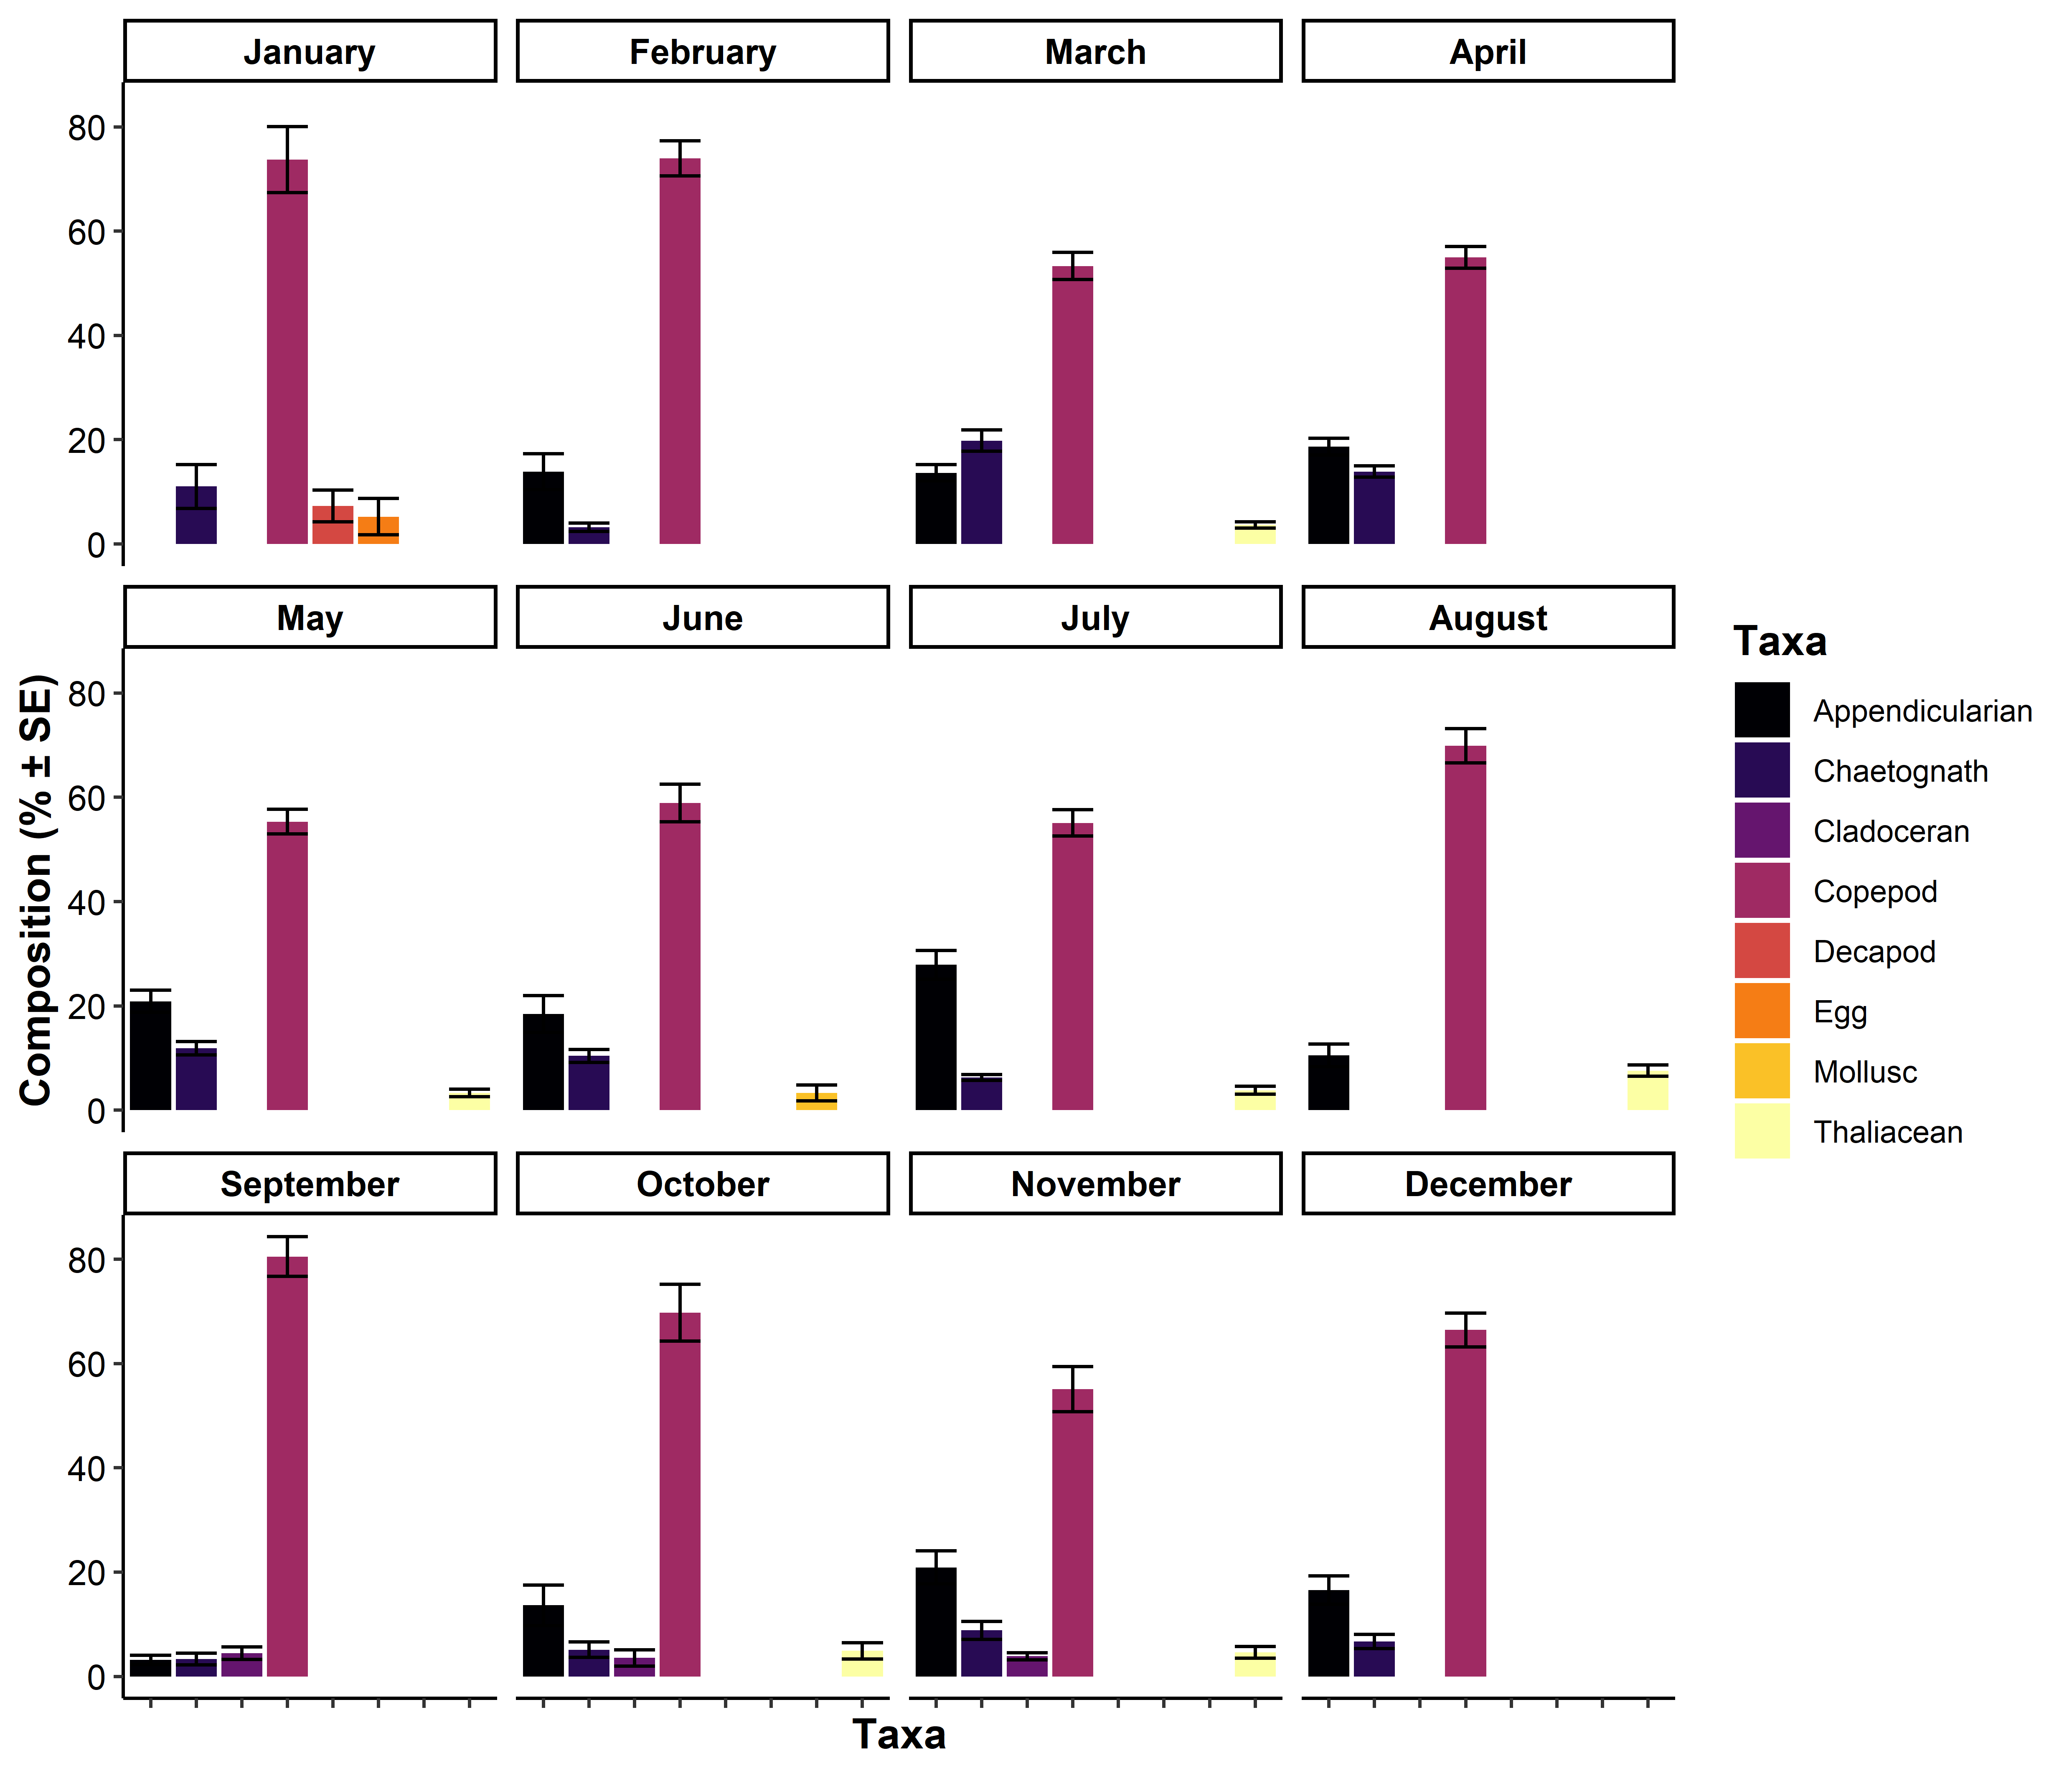 January
February
March
April
80
60
40
20
0
May
June
July
August
80
60
40
20
0
September
October
November
December
80
60
40
20
0
Composition (% ± SE)
Taxa
Taxa
Appendicularian
Chaetognath
Cladoceran
Copepod
Decapod
Egg
Mollusc
Thaliacean